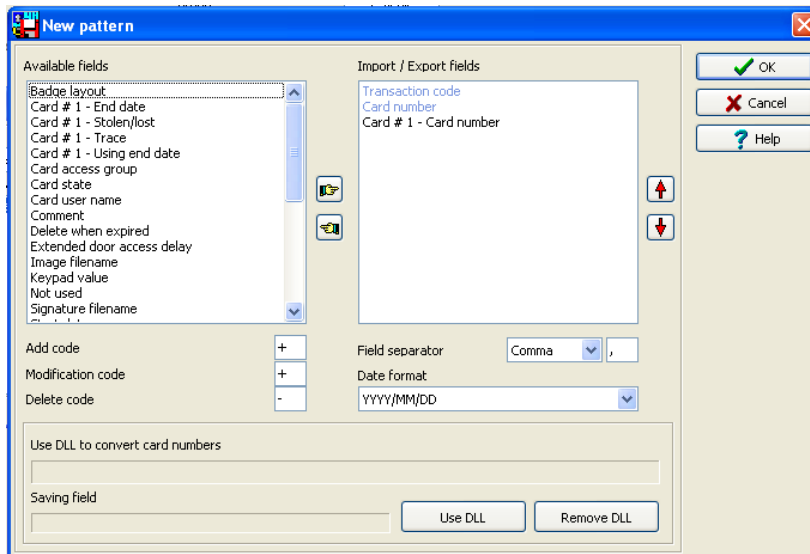 New pattern
Available fields
Badge layout
Card # 1 - End date
Card # 1 - Stolen/lost
Card # 1 - Trace
Card # 1 - Using end date
Card access group
Card state
Card user name
Comment
Delete when expired
Extended door access delay
Image filename
Keypad value
Not used
Signature filename
Import / Export fields
Transaction code
Card number
Card # 1 - Card number
OK
Cancel
? Help
Add code +
Modification code +
Delete code -
Field separator Comma ,
Date format
YYYY/MM/DD
Use DLL to convert card numbers
Saving field
Use DLL Remove DLL